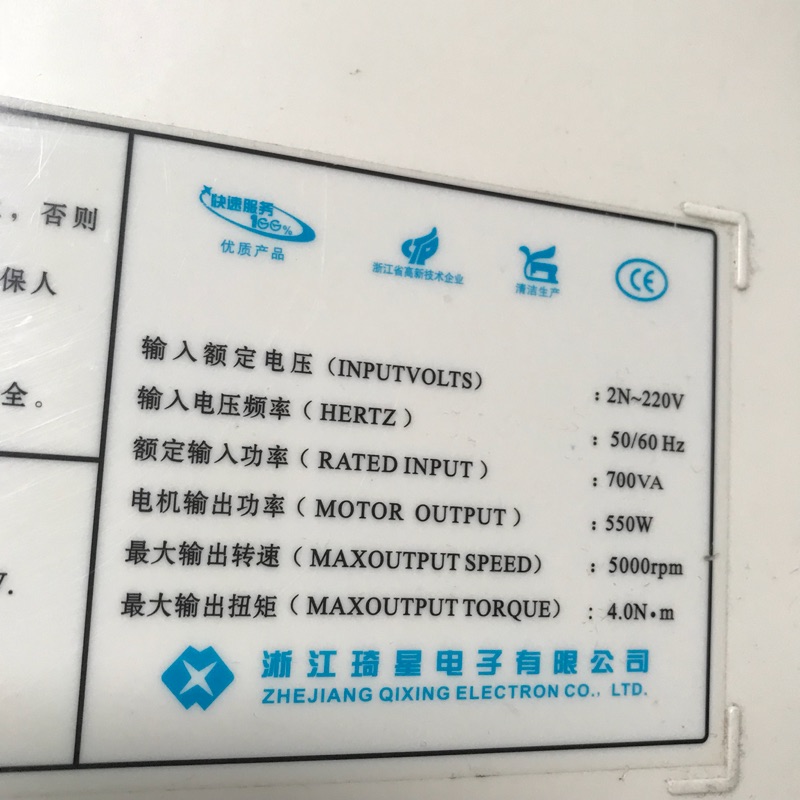 ，否则
保人
全。
快速服务
100%
优质产品
浙江省高新技术企业
清洁生产
CE
输入额定电压（INPUTVOLTS）：2N~220V
输入电压频率（HERTZ）：50/60 Hz
额定输入功率（RATED INPUT）：700VA
电机输出功率（MOTOR OUTPUT）：550W
最大输出转速（MAXOUTPUT SPEED）：5000rpm
最大输出扭矩（MAXOUTPUT TORQUE）：4.0N•m
浙江琦星电子有限公司
ZHEJIANG QIXING ELECTRON CO., LTD.